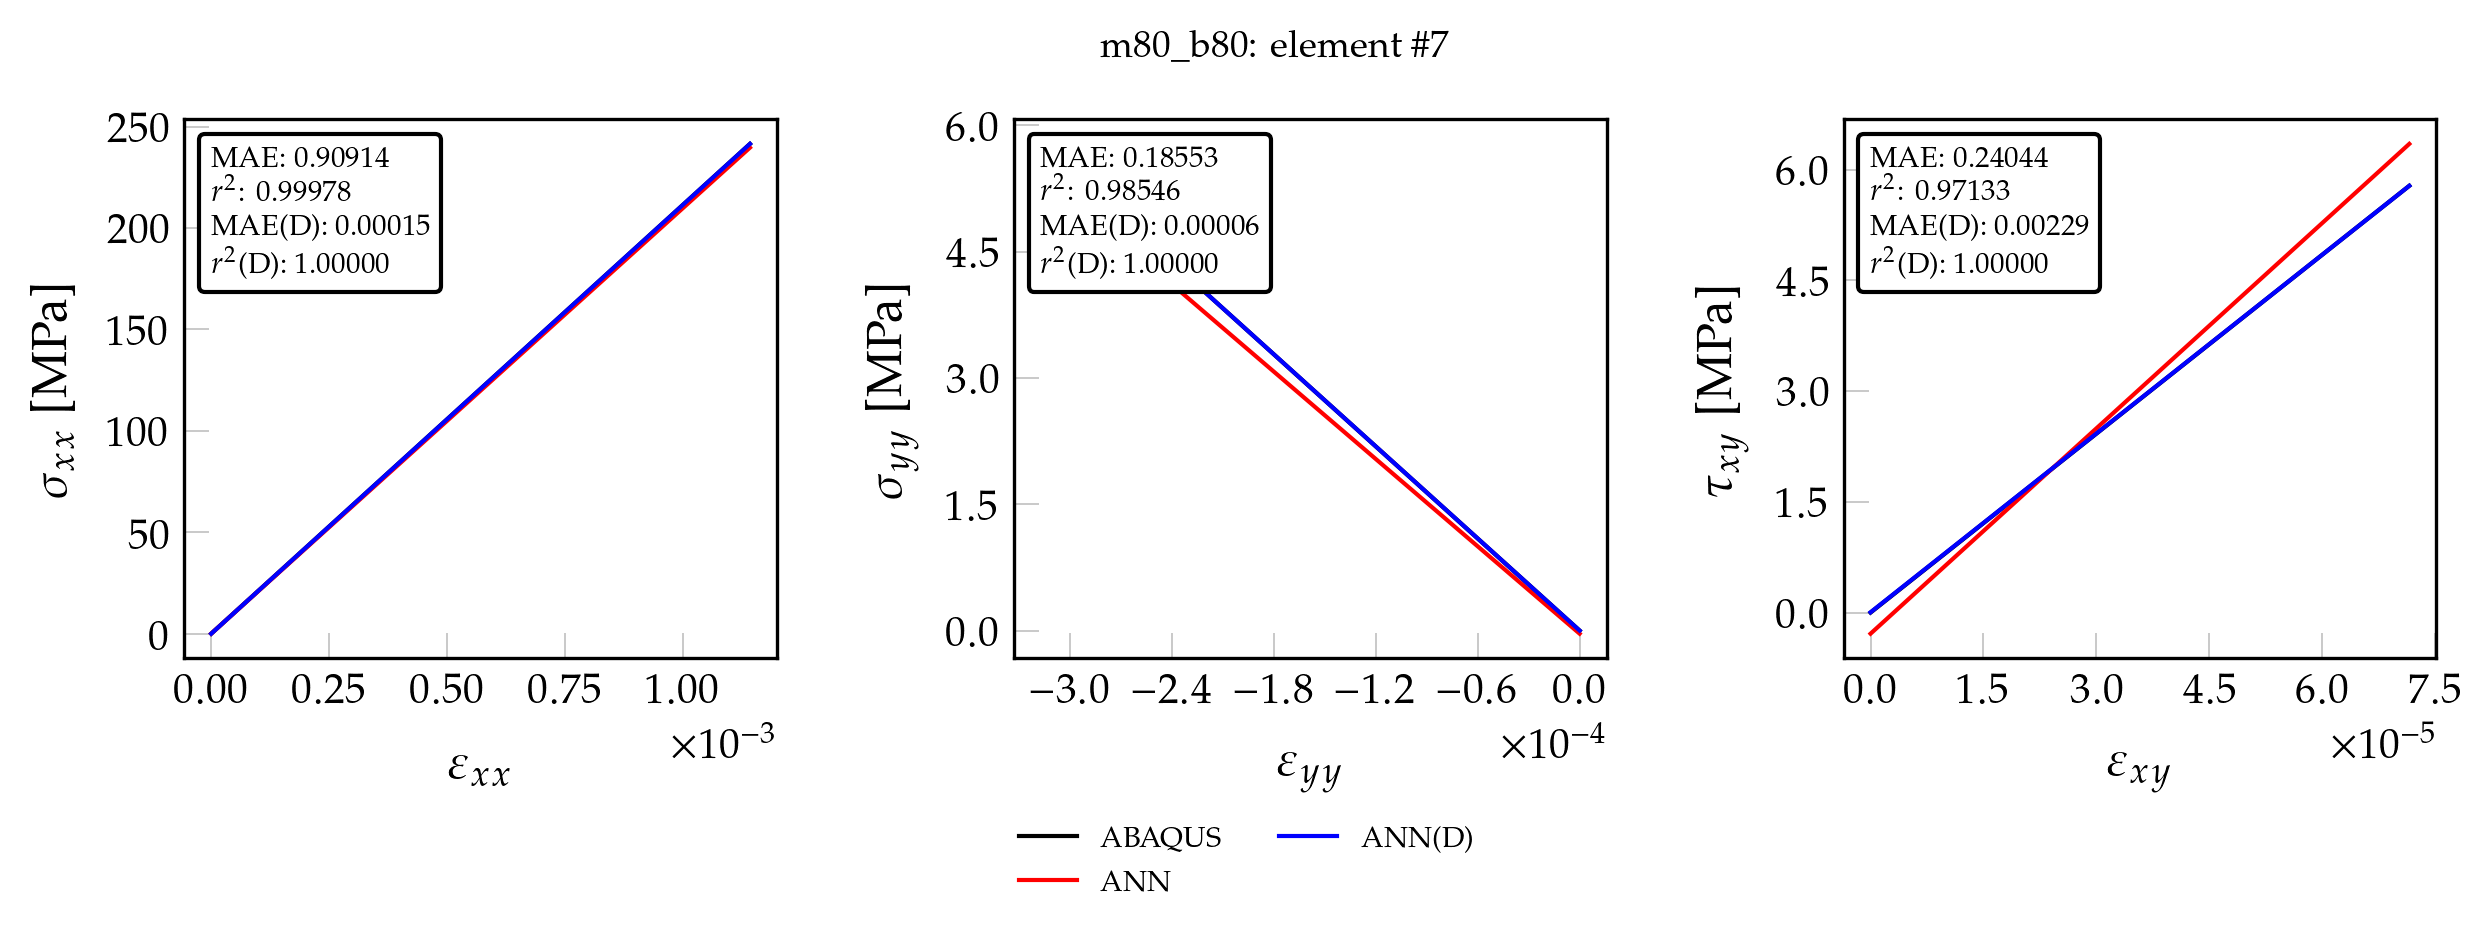 m80_b80: element #7
250
200
150
100
50
0
σxx [MPa]
MAE: 0.90914
r²: 0.99978
MAE(D): 0.00015
r²(D): 1.00000
0.00 0.25 0.50 0.75 1.00
×10⁻³
εxx
6.0
4.5
3.0
1.5
0.0
σyy [MPa]
MAE: 0.18553
r²: 0.98546
MAE(D): 0.00006
r²(D): 1.00000
−3.0 −2.4 −1.8 −1.2 −0.6 0.0
×10⁻⁴
εyy
6.0
4.5
3.0
1.5
0.0
τxy [MPa]
MAE: 0.24044
r²: 0.97133
MAE(D): 0.00229
r²(D): 1.00000
0.0 1.5 3.0 4.5 6.0 7.5
×10⁻⁵
εxy
ABAQUS
ANN
ANN(D)